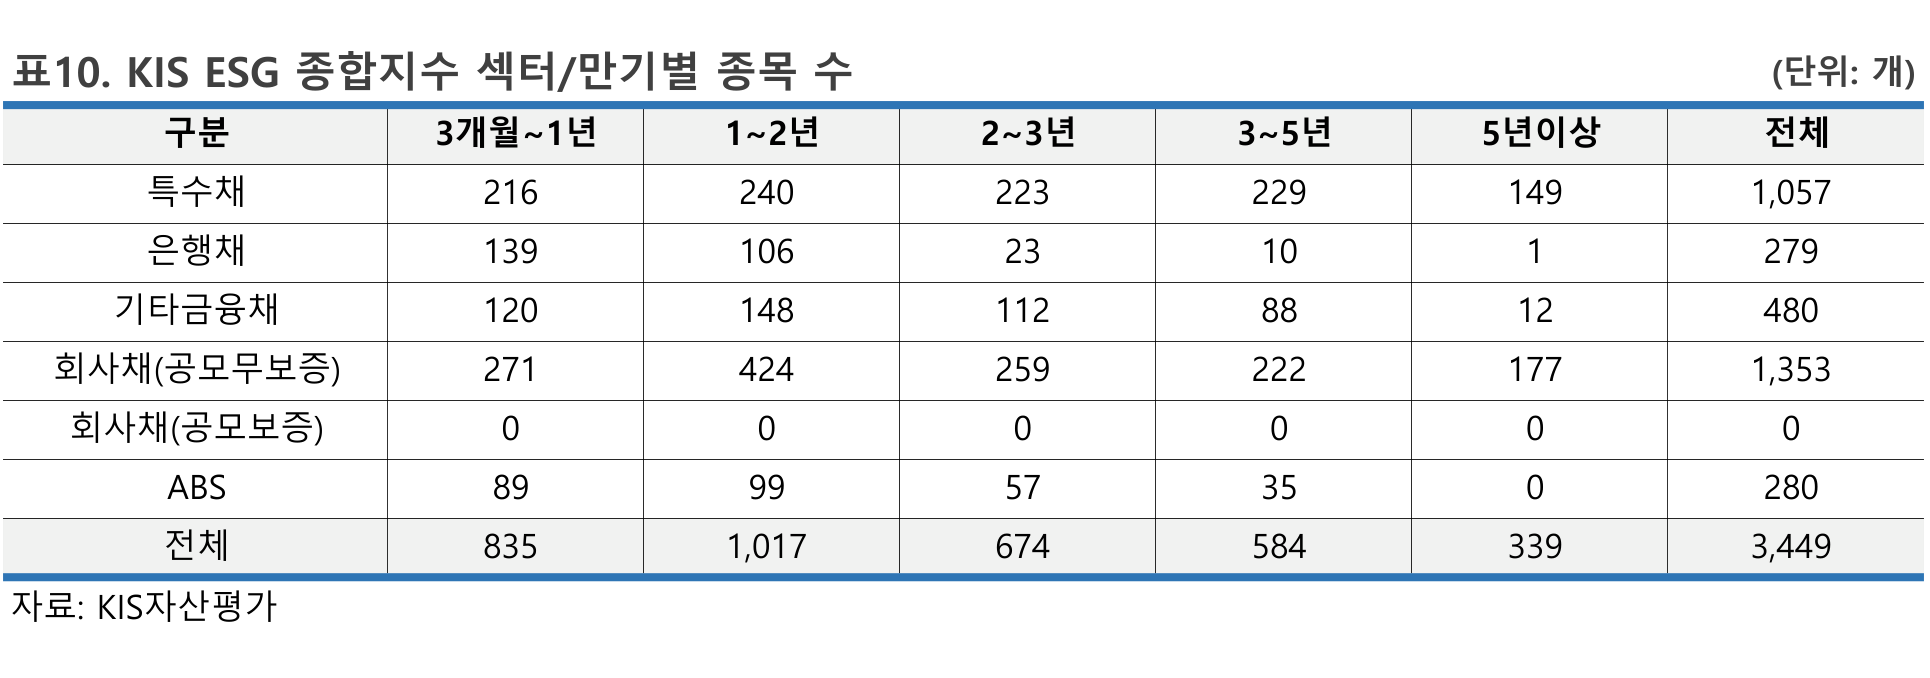 표10. KIS ESG 종합지수 섹터/만기별 종목 수 (단위: 개)
구분 3개월~1년 1~2년 2~3년 3~5년 5년이상 전체
특수채 216 240 223 229 149 1,057
은행채 139 106 23 10 1 279
기타금융채 120 148 112 88 12 480
회사채(공모무보증) 271 424 259 222 177 1,353
회사채(공모보증) 0 0 0 0 0 0
ABS 89 99 57 35 0 280
전체 835 1,017 674 584 339 3,449
자료: KIS자산평가